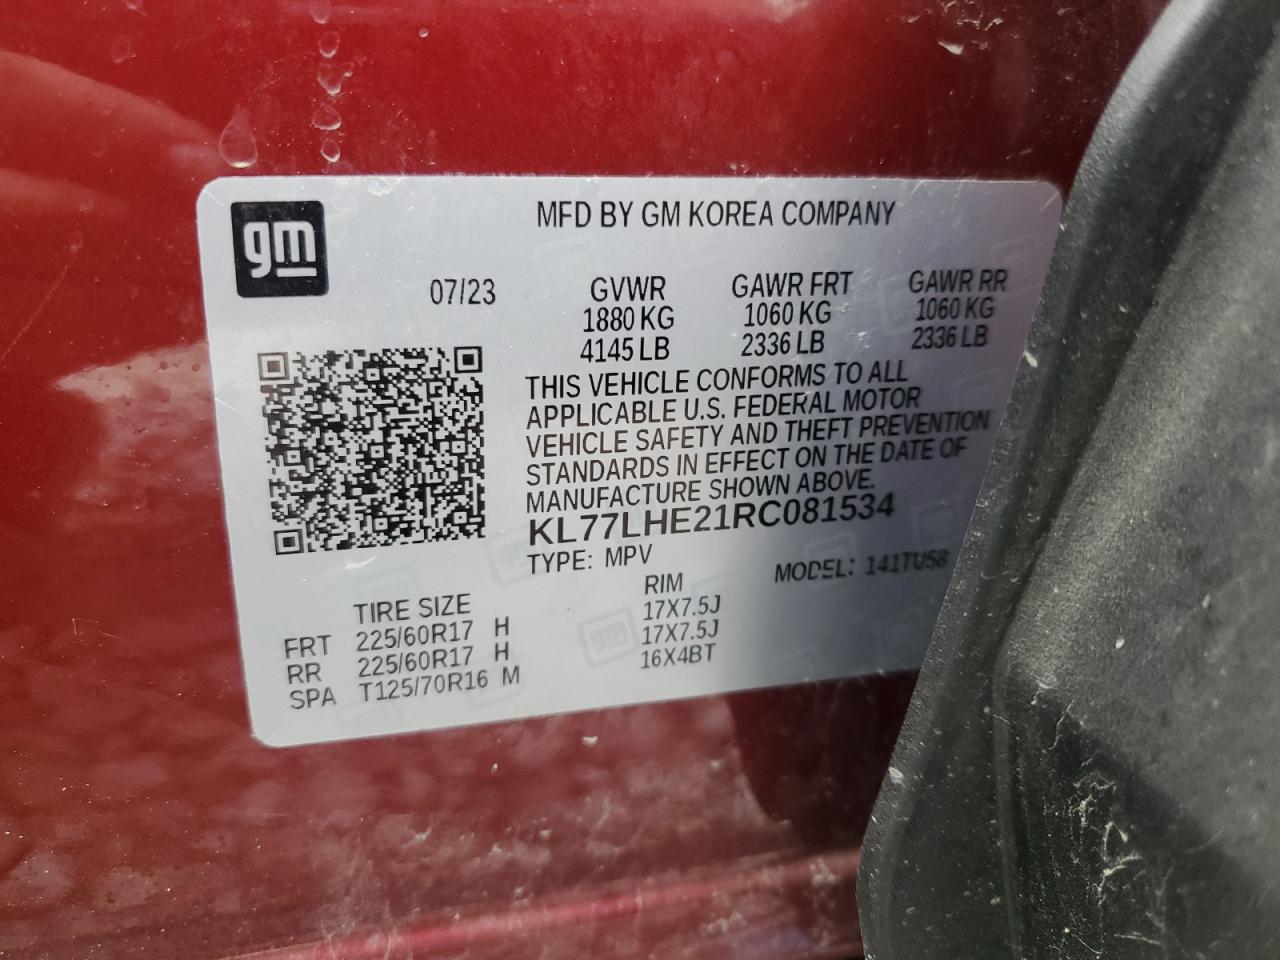 gm
MFD BY GM KOREA COMPANY
07/23 GVWR GAWR FRT GAWR RR
1880 KG 1060 KG 1060 KG
4145 LB 2336 LB 2336 LB
THIS VEHICLE CONFORMS TO ALL
APPLICABLE U.S. FEDERAL MOTOR
VEHICLE SAFETY AND THEFT PREVENTION
STANDARDS IN EFFECT ON THE DATE OF
MANUFACTURE SHOWN ABOVE.
KL77LHE21RC081534
TYPE: MPV MODEL: 141TU58
TIRE SIZE RIM
FRT 225/60R17 H 17X7.5J
RR 225/60R17 H 17X7.5J
SPA T125/70R16 M 16X4BT
gm